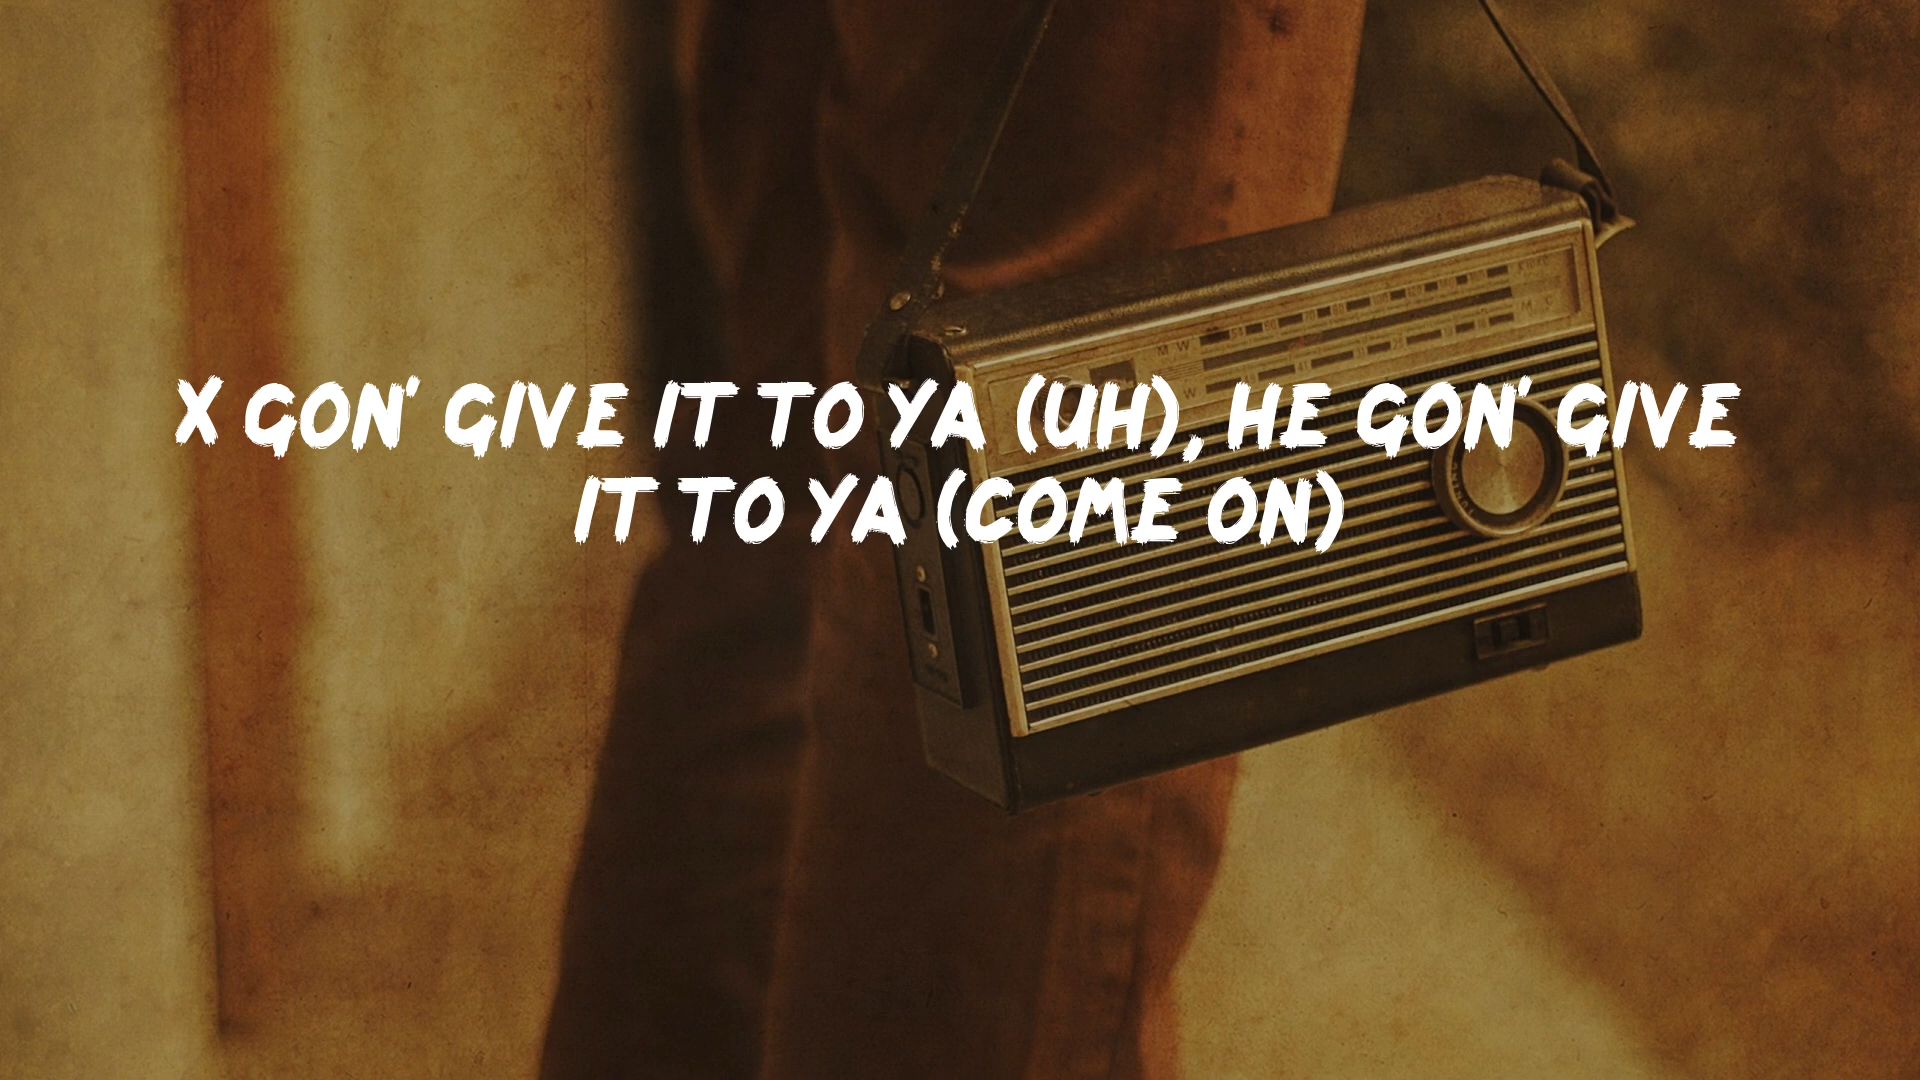 X GON' GIVE IT TO YA (UH), HE GON' GIVE
IT TO YA (COME ON)
M W
W